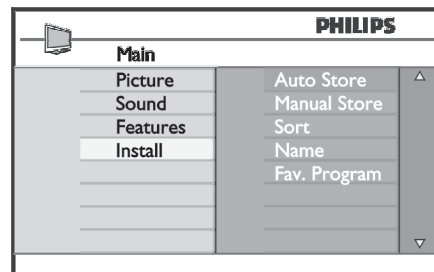 PHILIPS
Main
Picture
Sound
Features
Install
Auto Store
Manual Store
Sort
Name
Fav. Program